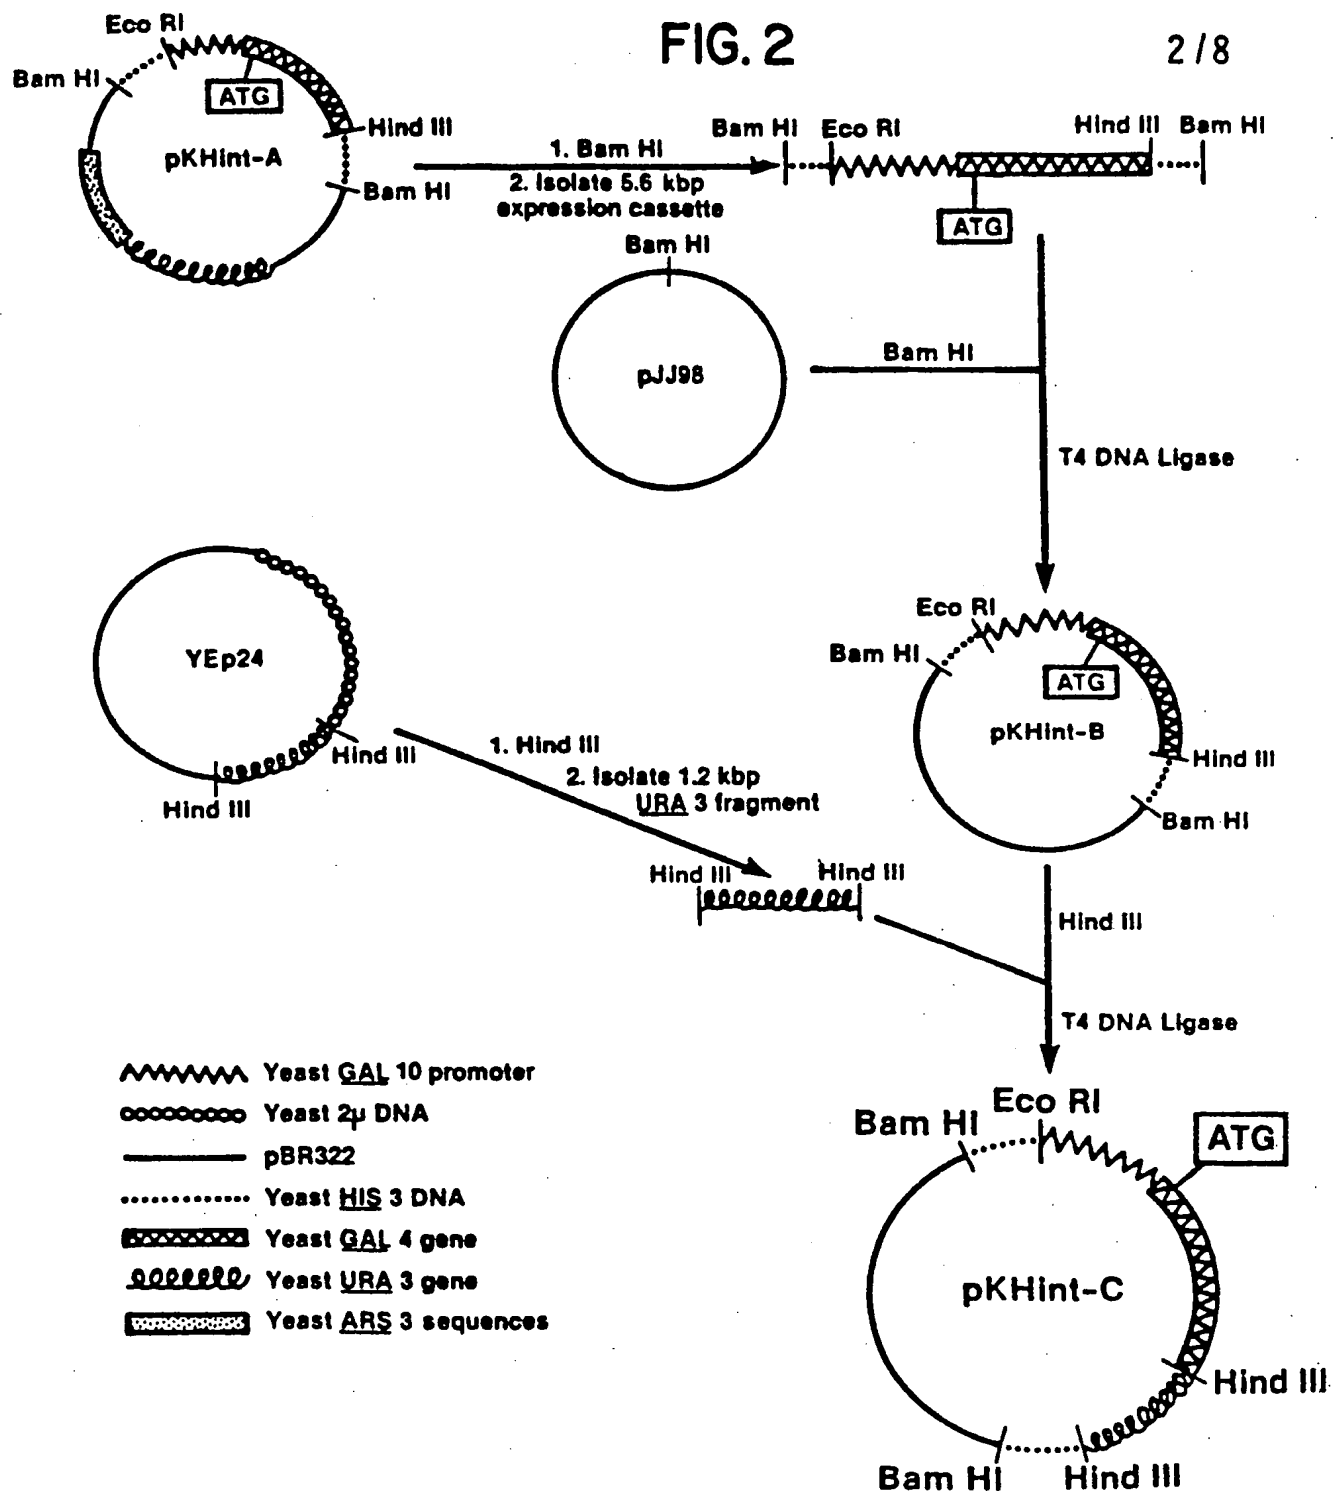 FIG. 2
2/8
Eco RI
Bam HI
ATG
Hind III
pKHint-A
Bam HI
1. Bam HI
2. Isolate 5.6 kbp
expression cassette
Bam HI
Eco RI
Hind III
Bam HI
ATG
Bam HI
pJJ98
Bam HI
T4 DNA Ligase
YEp24
Hind III
Hind III
1. Hind III
2. Isolate 1.2 kbp
URA 3 fragment
Hind III
Hind III
Eco RI
Bam HI
ATG
pKHint-B
Hind III
Bam HI
Hind III
T4 DNA Ligase
Yeast GAL 10 promoter
Yeast 2μ DNA
pBR322
Yeast HIS 3 DNA
Yeast GAL 4 gene
Yeast URA 3 gene
Yeast ARS 3 sequences
Eco RI
Bam HI
ATG
pKHint-C
Hind III
Bam HI
Hind III